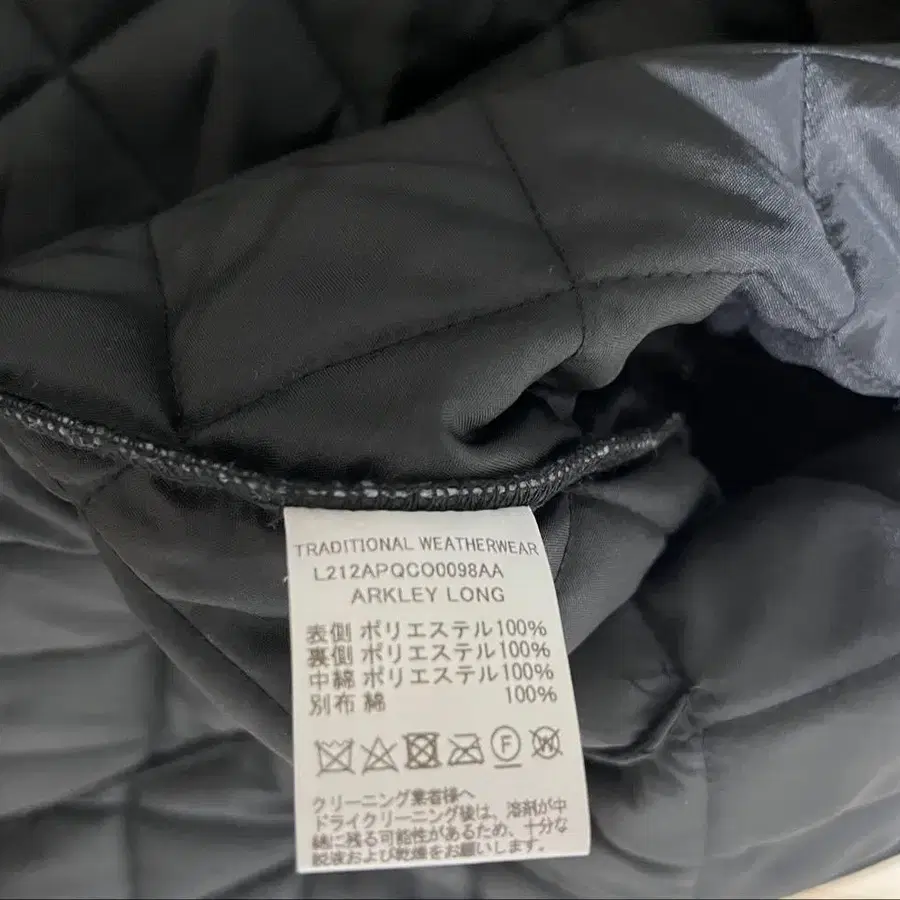 TRADITIONAL WEATHERWEAR
L212APQCO0098AA
ARKLEY LONG
表側 ポリエステル100%
裏側 ポリエステル100%
中綿 ポリエステル100%
別布 綿 100%
F W
クリーニング業者様へ
ドライクリーニング後は、溶剤が中
綿に残る可能性があるため、十分な
脱液および乾燥をお願い致します。